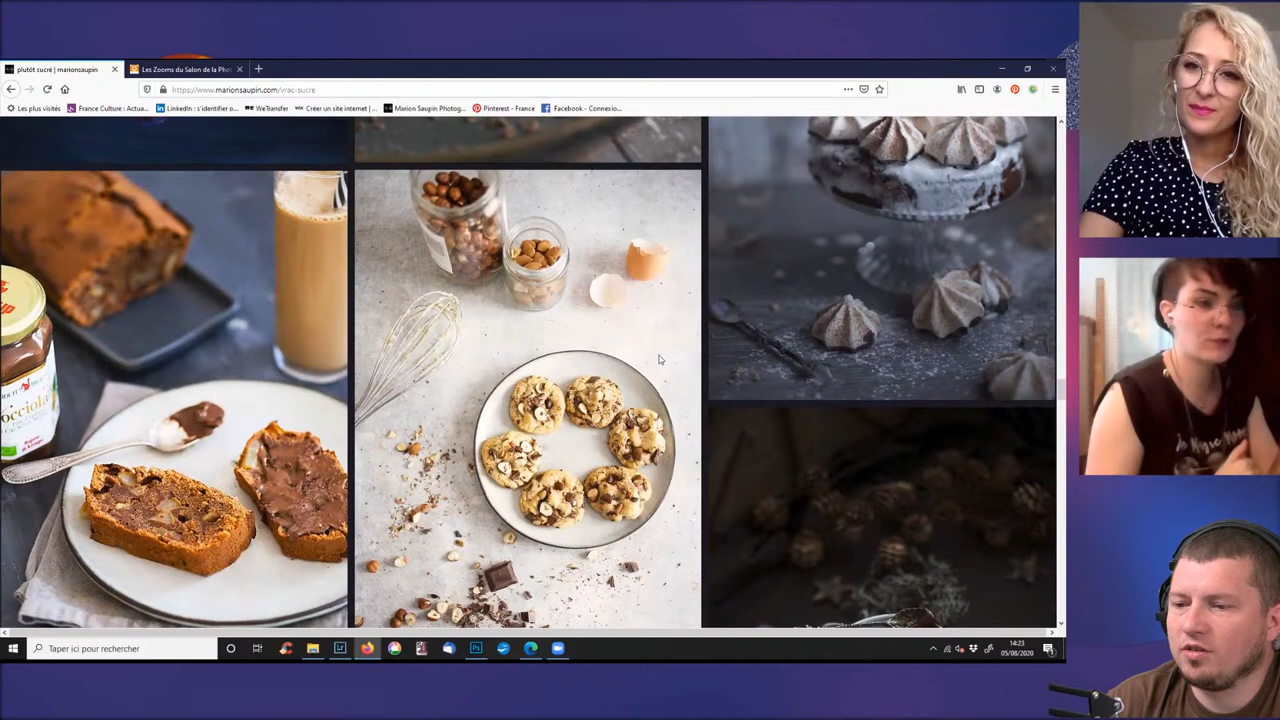 plutôt sucré | marionsaupin
Les Zooms du Salon de la Phot
https://www.marionsaupin.com/vrac-sucre
Les plus visités
France Culture : Actua...
LinkedIn : s'identifier o...
WeTransfer
Créer un site internet |...
Marion Saupin Photog...
Pinterest - France
Facebook - Connexio...
Taper ici pour rechercher
14:23
05/08/2020